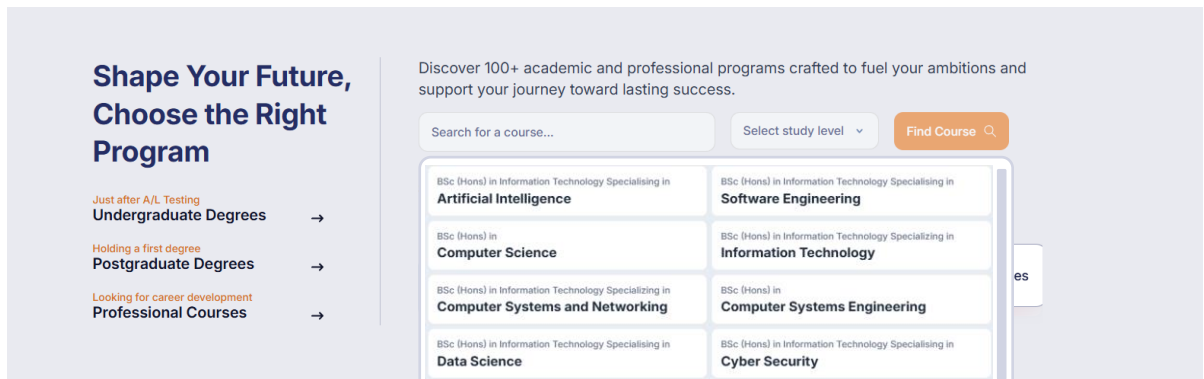 Shape Your Future,
Choose the Right
Program
Just after A/L Testing
Undergraduate Degrees →
Holding a first degree
Postgraduate Degrees →
Looking for career development
Professional Courses →
Discover 100+ academic and professional programs crafted to fuel your ambitions and
support your journey toward lasting success.
Search for a course...
Select study level
Find Course
BSc (Hons) in Information Technology Specialising in
Artificial Intelligence
BSc (Hons) in Information Technology Specialising in
Software Engineering
BSc (Hons) in
Computer Science
BSc (Hons) in Information Technology Specializing in
Information Technology
BSc (Hons) in Information Technology Specializing in
Computer Systems and Networking
BSc (Hons) in
Computer Systems Engineering
BSc (Hons) in Information Technology Specialising in
Data Science
BSc (Hons) in Information Technology Specialising in
Cyber Security
es